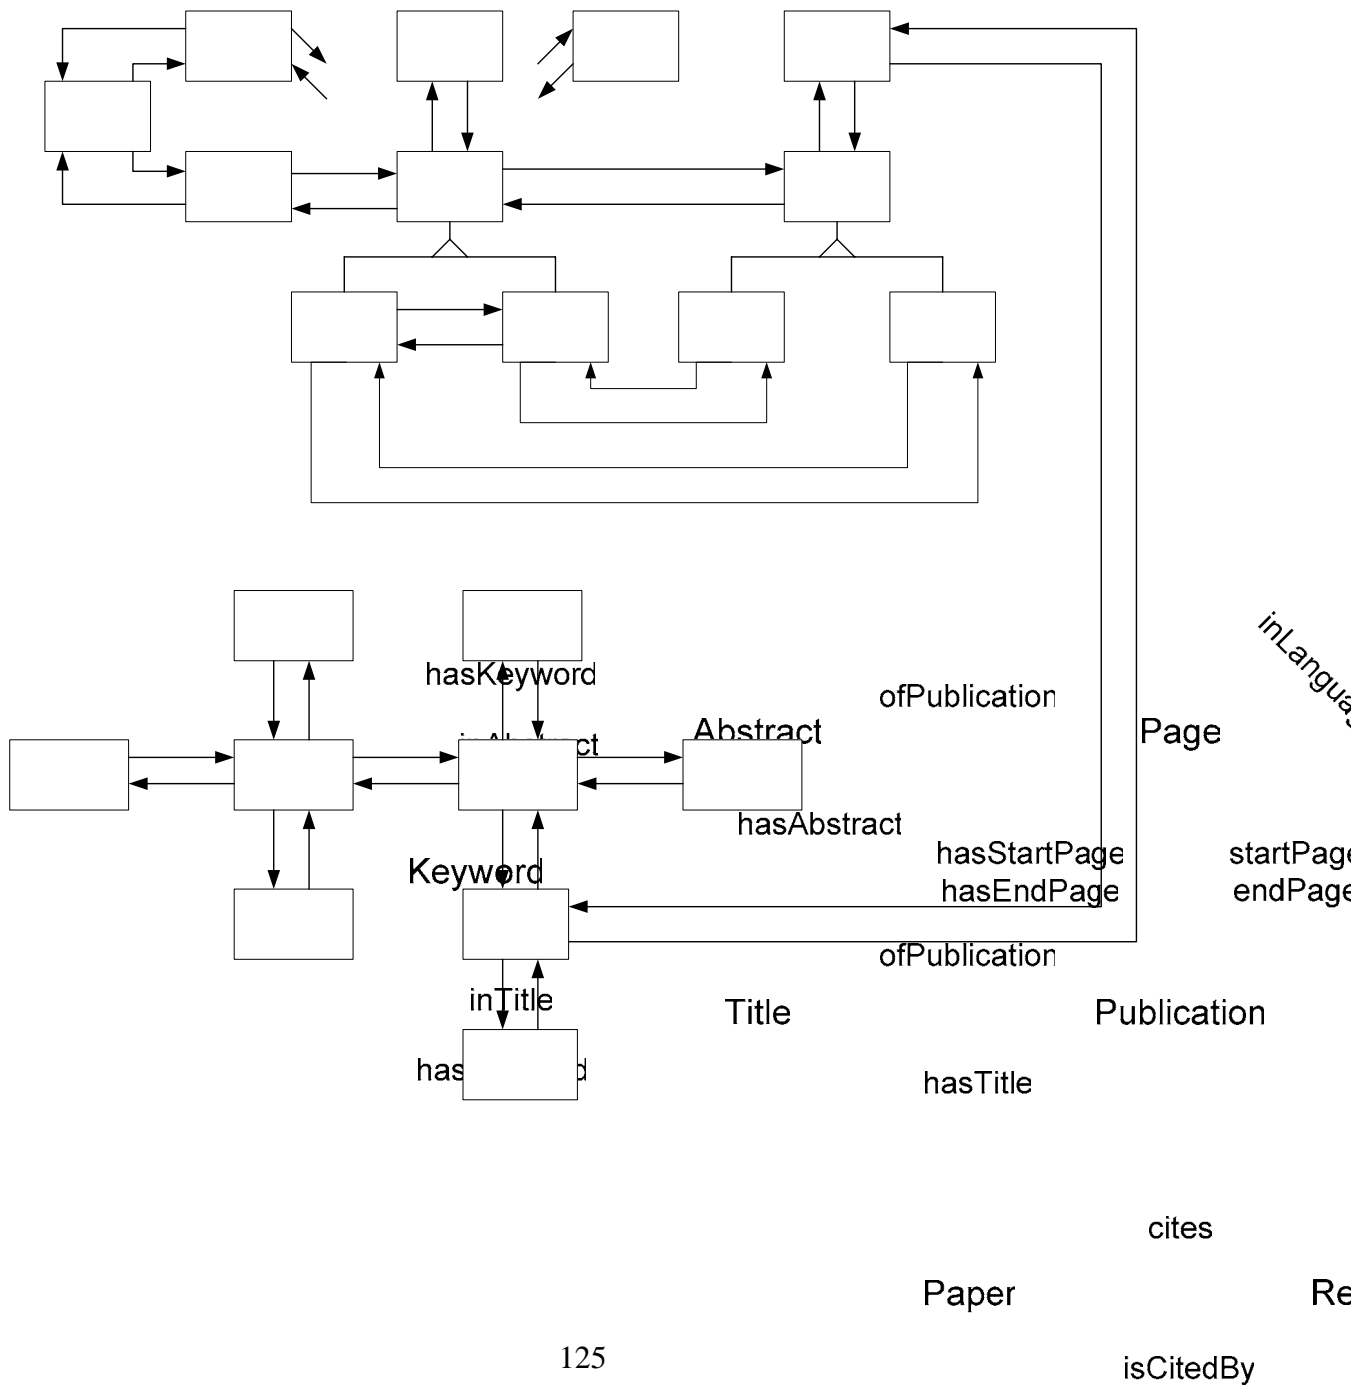 hasKeyword
ofPublication
Abstract
Page
hasAbstract
hasStartPage
startPage
Keyword
hasEndPage
endPage
ofPublication
inTitle
Title
Publication
hasTitle
cites
Paper
125
isCitedBy